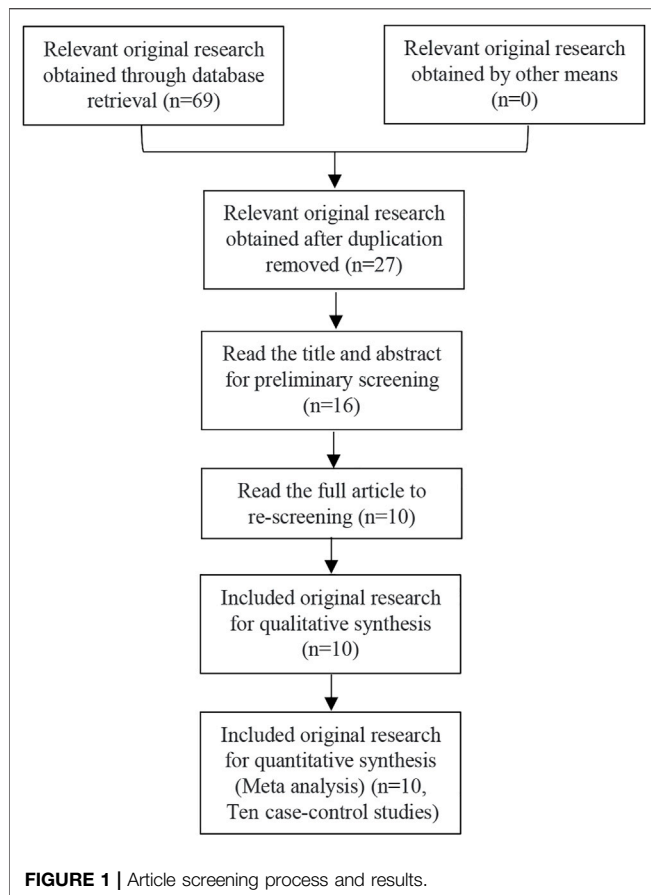 Relevant original research
obtained through database
retrieval (n=69)
Relevant original research
obtained by other means
(n=0)
Relevant original research
obtained after duplication
removed (n=27)
Read the title and abstract
for preliminary screening
(n=16)
Read the full article to
re-screening (n=10)
Included original research
for qualitative synthesis
(n=10)
Included original research
for quantitative synthesis
(Meta analysis) (n=10,
Ten case-control studies)
FIGURE 1 | Article screening process and results.